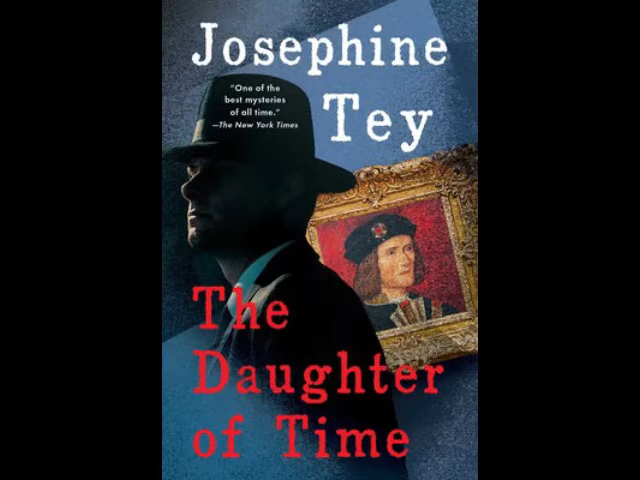 Josephine
Tey
“One of the
best mysteries
of all time.”
—The New York Times
The
Daughter
of Time